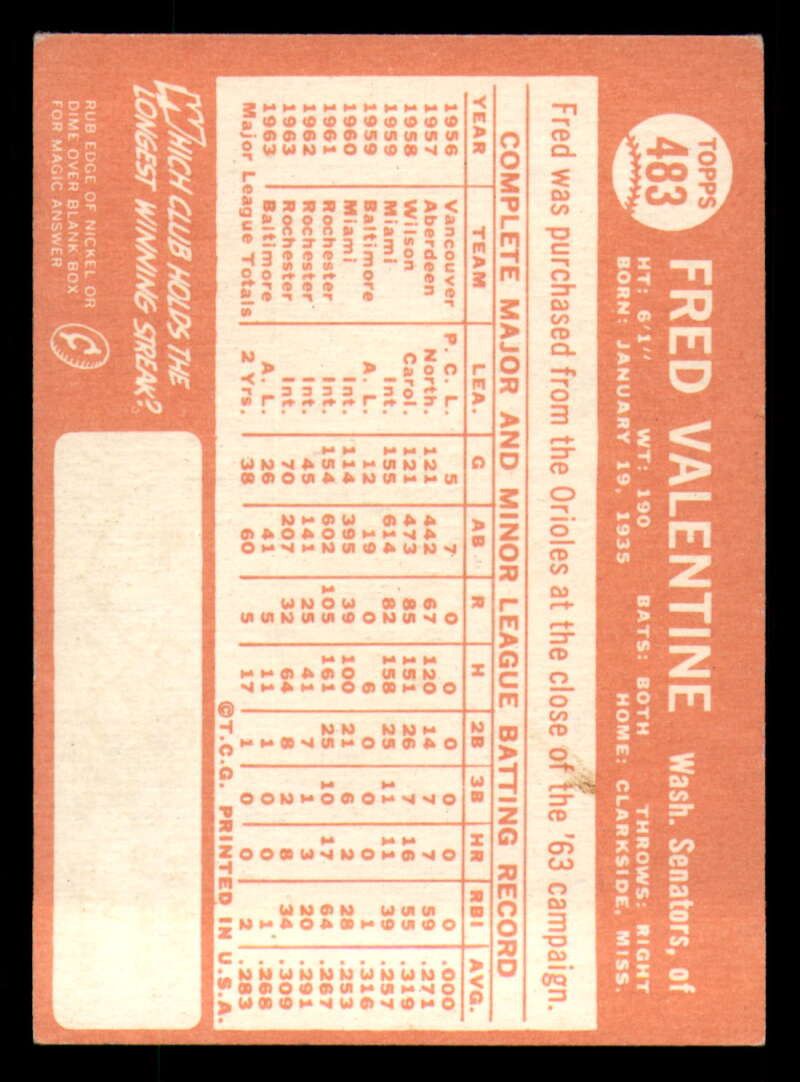 TOPPS
483
FRED VALENTINE Wash. Senators, of
HT: 6'1" WT: 190 BATS: BOTH THROWS: RIGHT
BORN: JANUARY 19, 1935 HOME: CLARKSIDE, MISS.
Fred was purchased from the Orioles at the close of the '63 campaign.
COMPLETE MAJOR AND MINOR LEAGUE BATTING RECORD
YEAR TEAM LEA. G AB R H 2B 3B HR RBI AVG.
1956 Vancouver P. C. L. 5 7 0 0 0 0 0 0 .000
1957 Aberdeen North. 121 442 67 120 14 7 7 59 .271
1958 Wilson Carol. 121 473 85 151 26 7 16 55 .319
1959 Miami Int. 155 614 82 158 25 11 11 39 .257
1959 Baltimore A. L. 12 19 0 6 0 0 0 1 .316
1960 Miami Int. 114 395 39 100 21 6 2 28 .253
1961 Rochester Int. 154 602 105 161 25 10 17 64 .267
1962 Rochester Int. 45 141 25 41 7 1 3 20 .291
1963 Rochester Int. 70 207 32 64 8 2 8 34 .309
1963 Baltimore A. L. 26 41 5 11 1 0 0 1 .268
Major League Totals 2 Yrs. 38 60 5 17 1 0 0 2 .283
©T.C.G. PRINTED IN U.S.A.
WHICH CLUB HOLDS THE
LONGEST WINNING STREAK?
RUB EDGE OF NICKEL OR
DIME OVER BLANK BOX
FOR MAGIC ANSWER